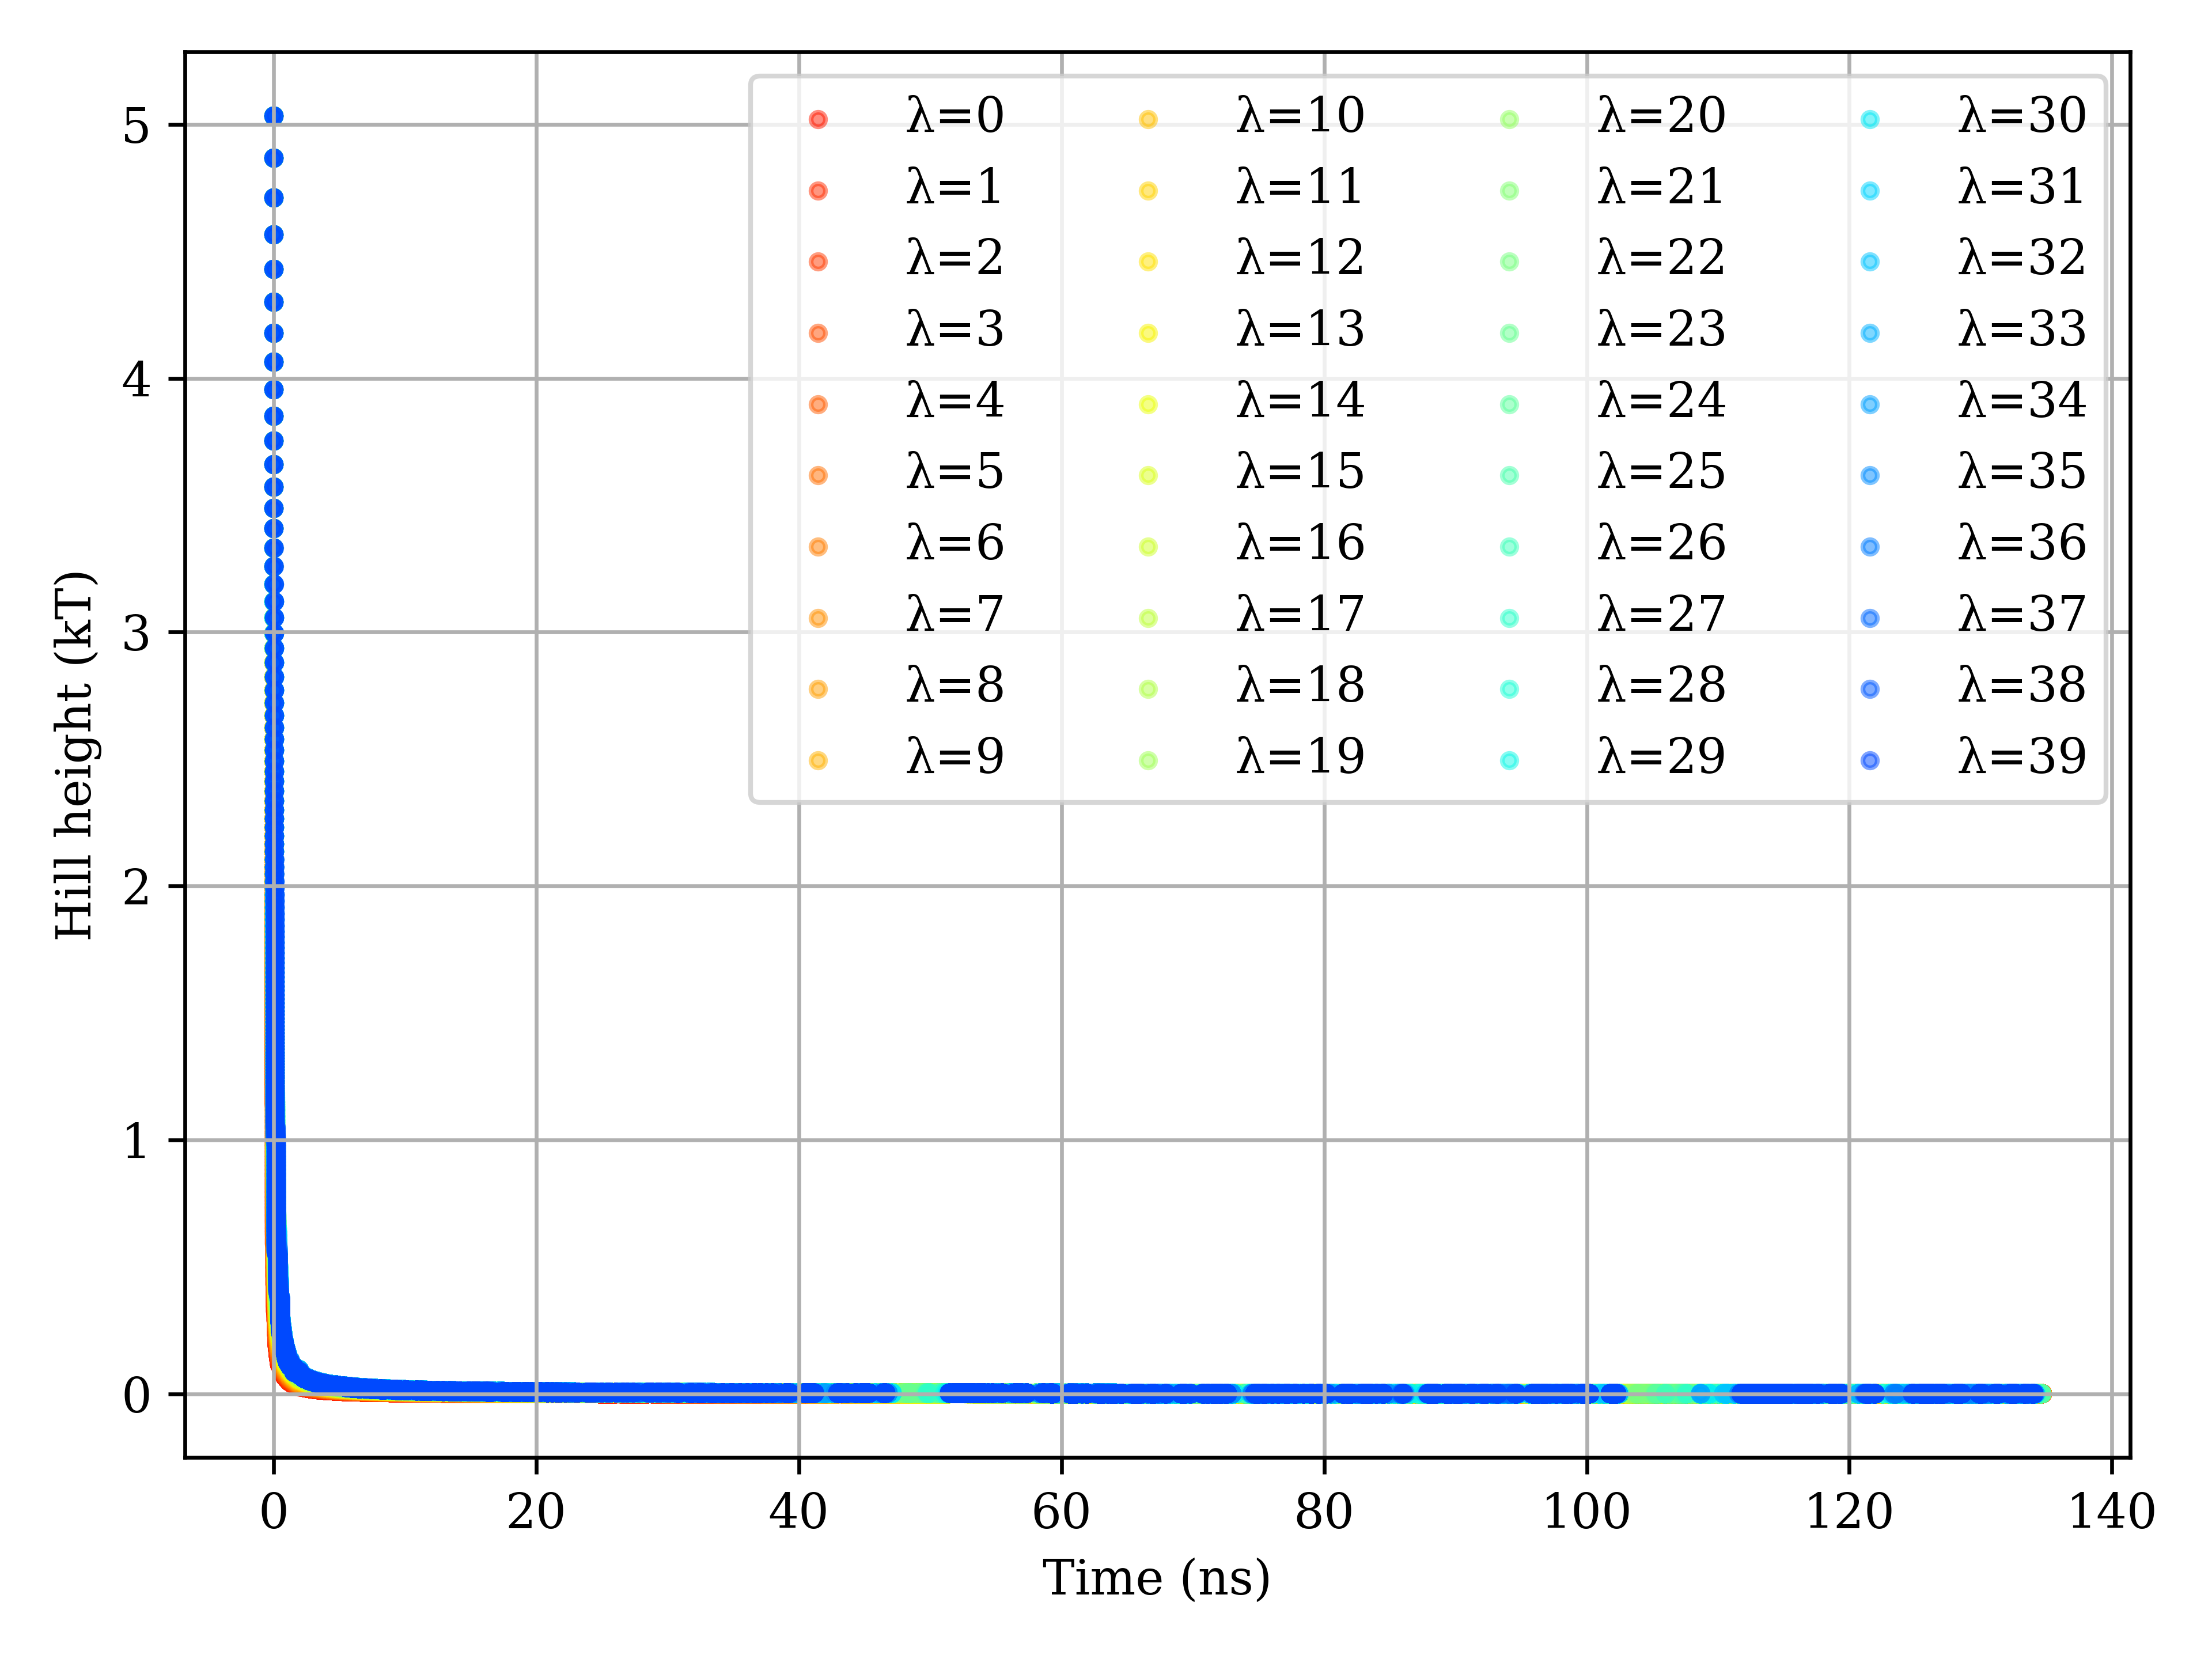 5
4
3
2
1
0
Hill height (kT)
λ=0 λ=10 λ=20 λ=30
λ=1 λ=11 λ=21 λ=31
λ=2 λ=12 λ=22 λ=32
λ=3 λ=13 λ=23 λ=33
λ=4 λ=14 λ=24 λ=34
λ=5 λ=15 λ=25 λ=35
λ=6 λ=16 λ=26 λ=36
λ=7 λ=17 λ=27 λ=37
λ=8 λ=18 λ=28 λ=38
λ=9 λ=19 λ=29 λ=39
0 20 40 60 80 100 120 140
Time (ns)